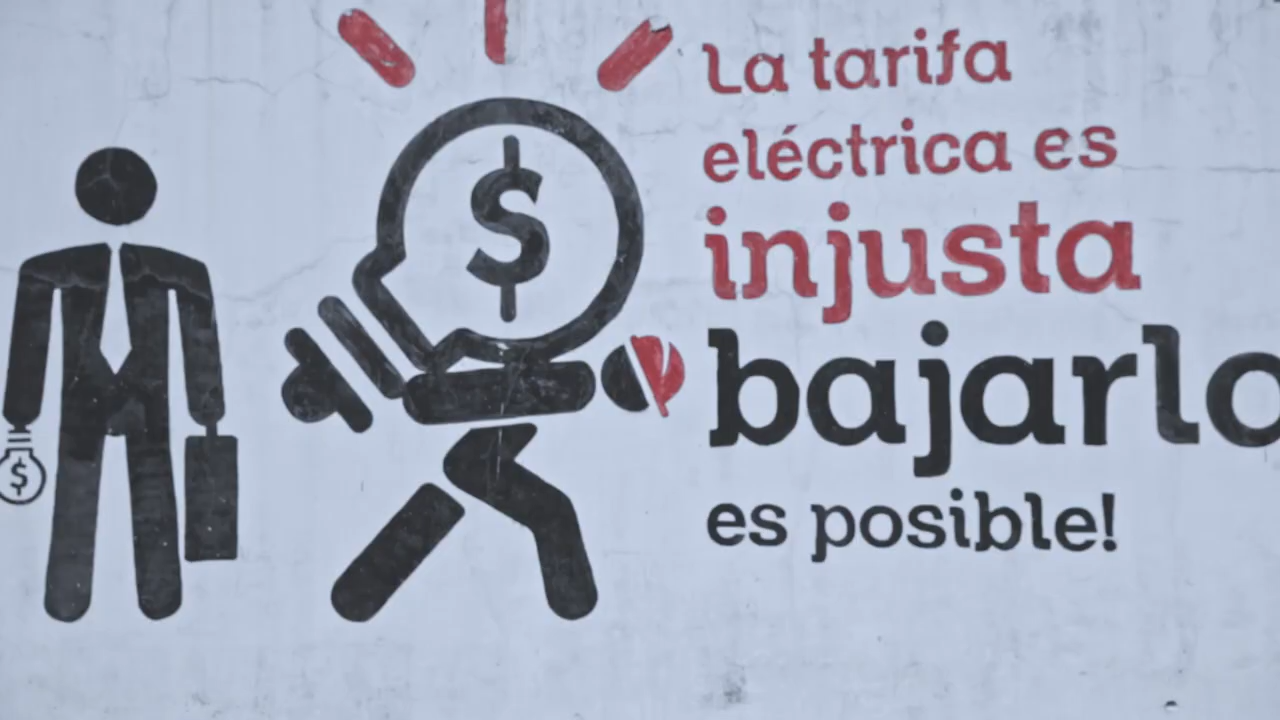 La tarifa
eléctrica es
injusta
bajarlo
es posible!
$
$